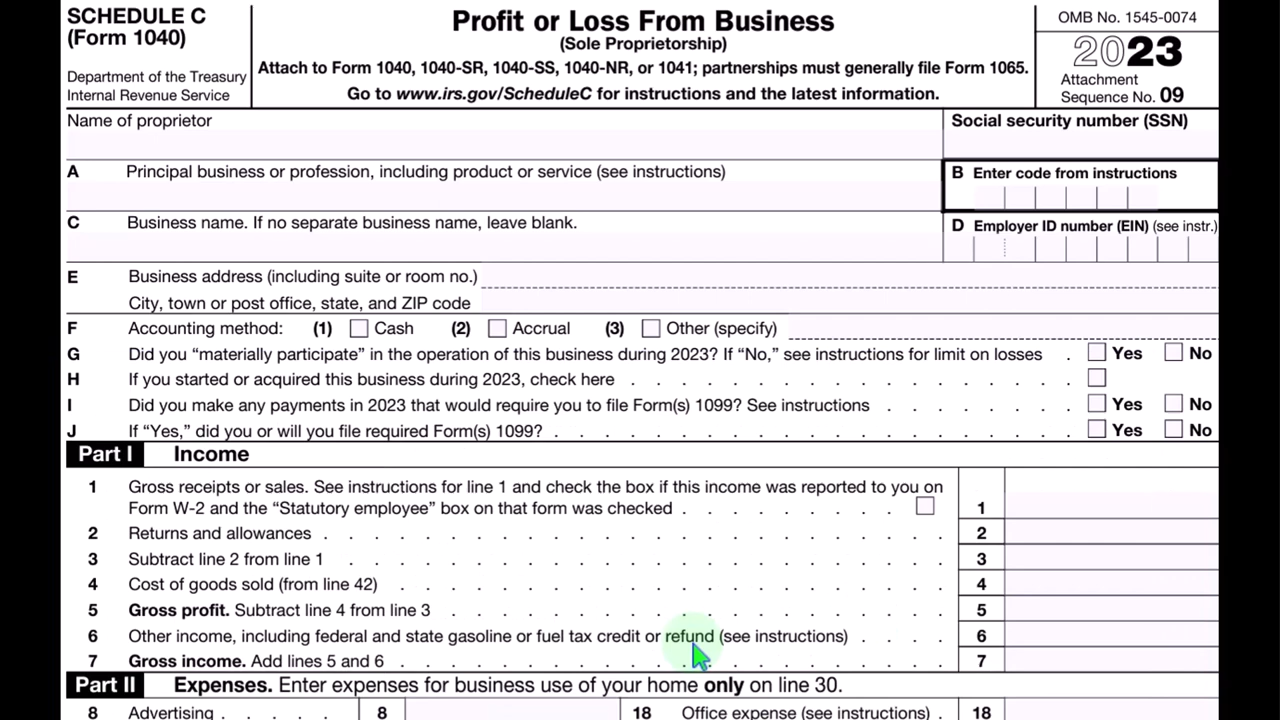 SCHEDULE C
(Form 1040)
Department of the Treasury
Internal Revenue Service
Profit or Loss From Business
(Sole Proprietorship)
Attach to Form 1040, 1040-SR, 1040-SS, 1040-NR, or 1041; partnerships must generally file Form 1065.
Go to www.irs.gov/ScheduleC for instructions and the latest information.
OMB No. 1545-0074
2023
Attachment
Sequence No. 09
Name of proprietor
Social security number (SSN)
A Principal business or profession, including product or service (see instructions)
B Enter code from instructions
C Business name. If no separate business name, leave blank.
D Employer ID number (EIN) (see instr.)
E Business address (including suite or room no.)
City, town or post office, state, and ZIP code
F Accounting method: (1) Cash (2) Accrual (3) Other (specify)
G Did you “materially participate” in the operation of this business during 2023? If “No,” see instructions for limit on losses . Yes No
H If you started or acquired this business during 2023, check here . . . . . . . . . . . . . . . . .
I Did you make any payments in 2023 that would require you to file Form(s) 1099? See instructions . . . . . . . Yes No
J If “Yes,” did you or will you file required Form(s) 1099? . . . . . . . . . . . . . . . . . . Yes No
Part I Income
1 Gross receipts or sales. See instructions for line 1 and check the box if this income was reported to you on
Form W-2 and the “Statutory employee” box on that form was checked . . . . . . . . . 1
2 Returns and allowances . . . . . . . . . . . . . . . . . . . . 2
3 Subtract line 2 from line 1 . . . . . . . . . . . . . . . . . . . 3
4 Cost of goods sold (from line 42) . . . . . . . . . . . . . . . . . . 4
5 Gross profit. Subtract line 4 from line 3 . . . . . . . . . . . . . . . . 5
6 Other income, including federal and state gasoline or fuel tax credit or refund (see instructions) . . . . 6
7 Gross income. Add lines 5 and 6 . . . . . . . . . . . . . . . . . . 7
Part II Expenses. Enter expenses for business use of your home only on line 30.
8 Advertising . . . . . 8
18 Office expense (see instructions) . 18